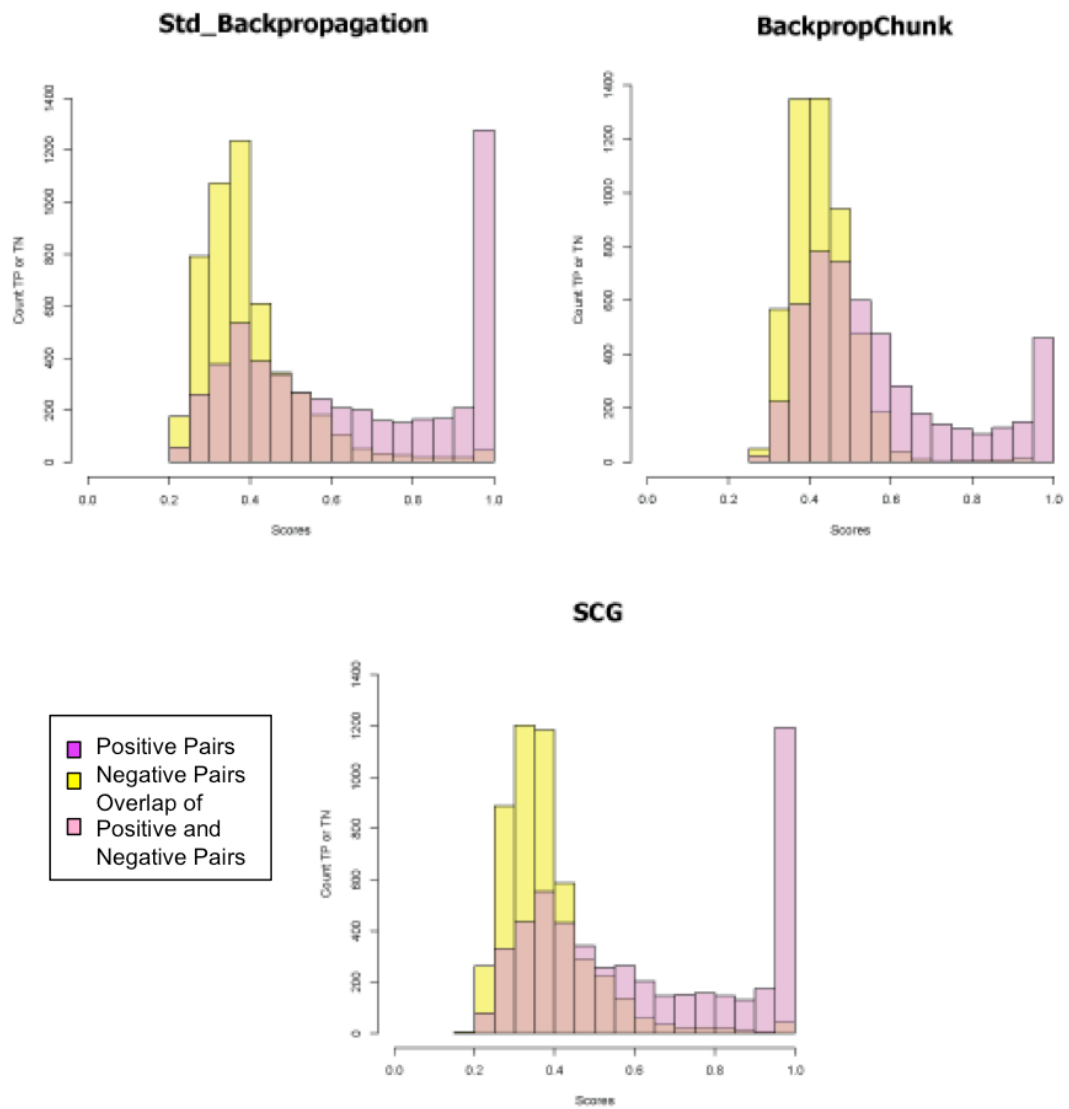 Std_Backpropagation
BackpropChunk
Count TP or TN
0 200 400 600 800 1000 1200 1400
0.0 0.2 0.4 0.6 0.8 1.0
Scores
Count TP or TN
0 200 400 600 800 1000 1200 1400
0.0 0.2 0.4 0.6 0.8 1.0
Scores
SCG
Count TP or TN
0 200 400 600 800 1000 1200 1400
0.0 0.2 0.4 0.6 0.8 1.0
Scores
Positive Pairs
Negative Pairs
Overlap of
Positive and
Negative Pairs